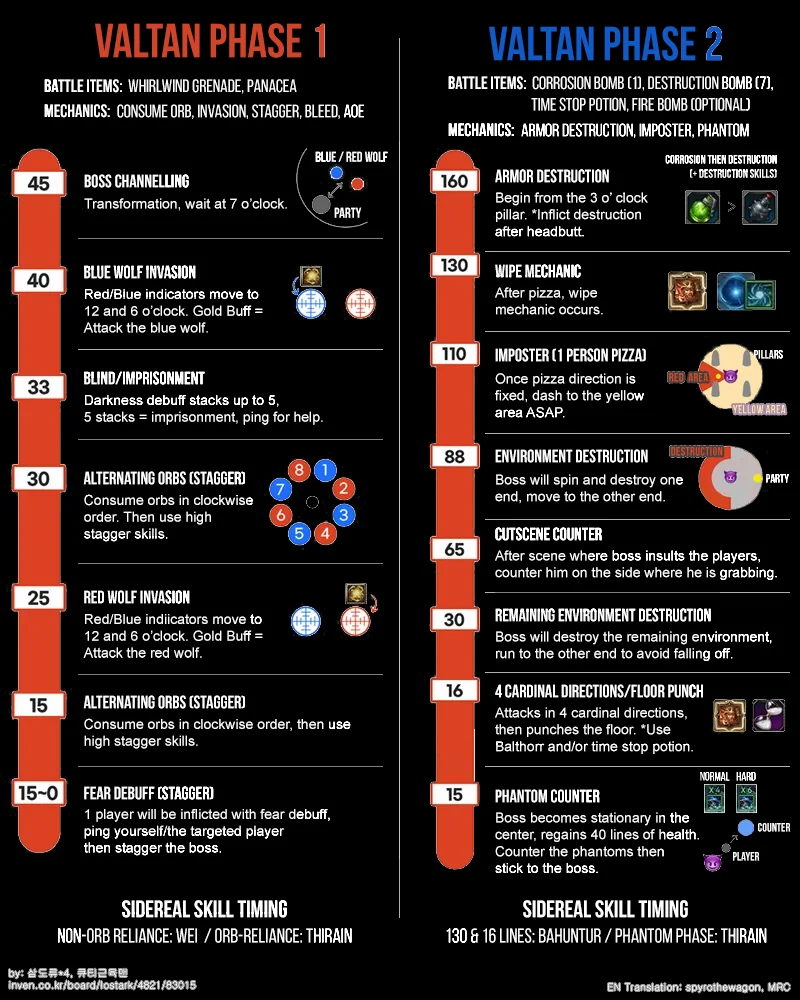 VALTAN PHASE 1
BATTLE ITEMS: WHIRLWIND GRENADE, PANACEA
MECHANICS: CONSUME ORB, INVASION, STAGGER, BLEED, AOE
45
BOSS CHANNELLING
Transformation, wait at 7 o'clock.
BLUE / RED WOLF
PARTY
40
BLUE WOLF INVASION
Red/Blue indicators move to
12 and 6 o'clock. Gold Buff =
Attack the blue wolf.
33
BLIND/IMPRISONMENT
Darkness debuff stacks up to 5,
5 stacks = imprisonment, ping for help.
30
ALTERNATING ORBS (STAGGER)
Consume orbs in clockwise
order. Then use high
stagger skills.
8 1
7 2
6 3
5 4
25
RED WOLF INVASION
Red/Blue indiicators move to
12 and 6 o'clock. Gold Buff =
Attack the red wolf.
15
ALTERNATING ORBS (STAGGER)
Consume orbs in clockwise order, then use
high stagger skills.
15~0
FEAR DEBUFF (STAGGER)
1 player will be inflicted with fear debuff,
ping yourself/the targeted player
then stagger the boss.
SIDEREAL SKILL TIMING
NON-ORB RELIANCE: WEI / ORB-RELIANCE: THIRAIN
by: 삼도류*4, 큐티근육맨
inven.co.kr/board/lostark/4821/83015
VALTAN PHASE 2
BATTLE ITEMS: CORROSION BOMB (1), DESTRUCTION BOMB (7),
TIME STOP POTION, FIRE BOMB (OPTIONAL)
MECHANICS: ARMOR DESTRUCTION, IMPOSTER, PHANTOM
160
ARMOR DESTRUCTION
Begin from the 3 o' clock
pillar. *Inflict destruction
after headbutt.
CORROSION THEN DESTRUCTION
(+ DESTRUCTION SKILLS)
>
130
WIPE MECHANIC
After pizza, wipe
mechanic occurs.
110
IMPOSTER (1 PERSON PIZZA)
Once pizza direction is
fixed, dash to the yellow
area ASAP.
PILLARS
RED AREA
YELLOW AREA
88
ENVIRONMENT DESTRUCTION
Boss will spin and destroy one
end, move to the other end.
DESTRUCTION
PARTY
65
CUTSCENE COUNTER
After scene where boss insults the players,
counter him on the side where he is grabbing.
30
REMAINING ENVIRONMENT DESTRUCTION
Boss will destroy the remaining environment,
run to the other end to avoid falling off.
16
4 CARDINAL DIRECTIONS/FLOOR PUNCH
Attacks in 4 cardinal directions,
then punches the floor. *Use
Balthorr and/or time stop potion.
15
PHANTOM COUNTER
Boss becomes stationary in the
center, regains 40 lines of health.
Counter the phantoms then
stick to the boss.
NORMAL HARD
X 4 X 6
COUNTER
PLAYER
SIDEREAL SKILL TIMING
130 & 16 LINES: BAHUNTUR / PHANTOM PHASE: THIRAIN
EN Translation: spyrothewagon, MRC